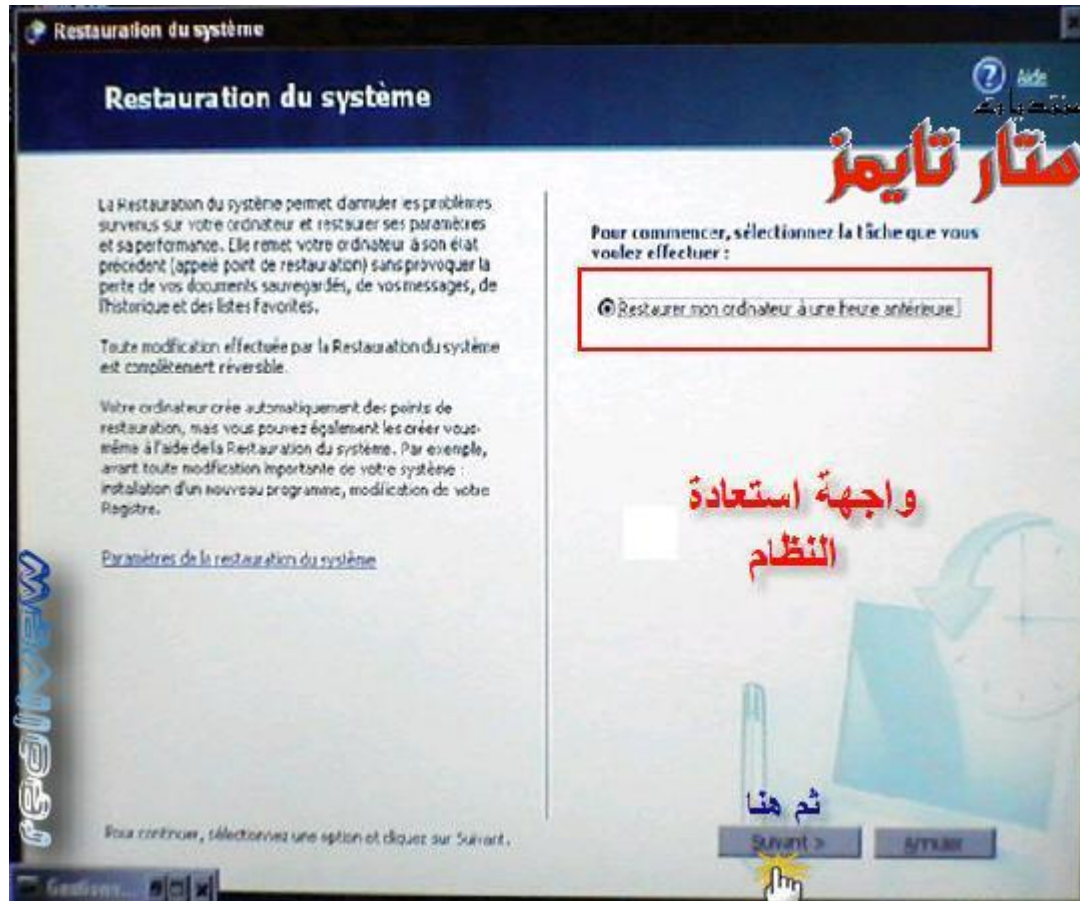 Restauration du système
Restauration du système
Aide
منتديات
ستار تايمز
La Restauration du système permet d'annuler les problèmes
survenus sur votre ordinateur et restaurer ses paramètres
et sa performance. Elle remet votre ordinateur à son état
précédent (appelé point de restauration) sans provoquer la
perte de vos documents sauvegardés, de vos messages, de
l'historique et des listes favorites.
Toute modification effectuée par la Restauration du système
est complètement réversible.
Votre ordinateur crée automatiquement des points de
restauration, mais vous pouvez également les créer vous-
même à l'aide de la Restauration du système. Par exemple,
avant toute modification importante de votre système :
installation d'un nouveau programme, modification de votre
Registre.
Paramètres de la restauration du système
Pour commencer, sélectionnez la tâche que vous
voulez effectuer :
Restaurer mon ordinateur à une heure antérieure
واجهة استعادة
النظام
realiveM
ثم هنا
Pour continuer, sélectionnez une option et cliquez sur Suivant.
Suivant >
Annuler